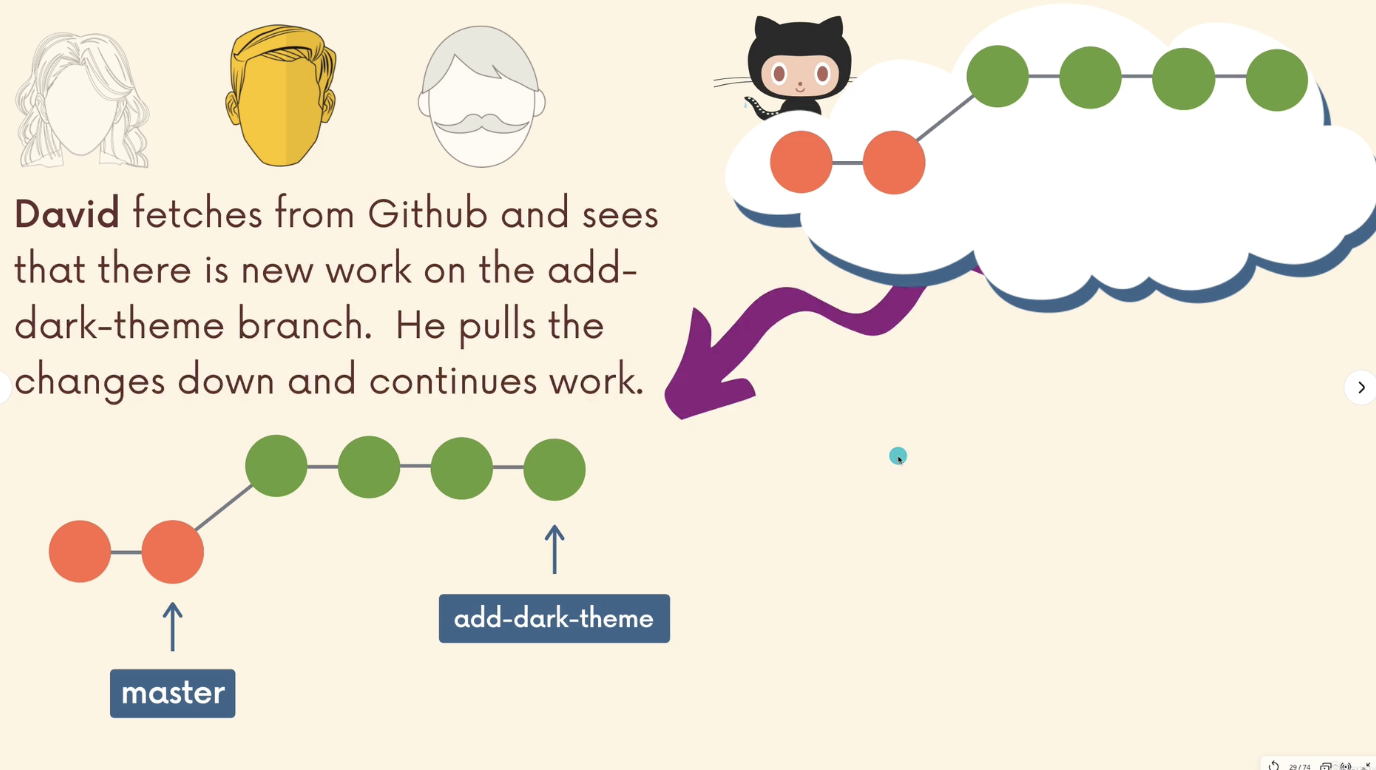 David fetches from Github and sees
that there is new work on the add-
dark-theme branch. He pulls the
changes down and continues work.
add-dark-theme
master
29 / 74